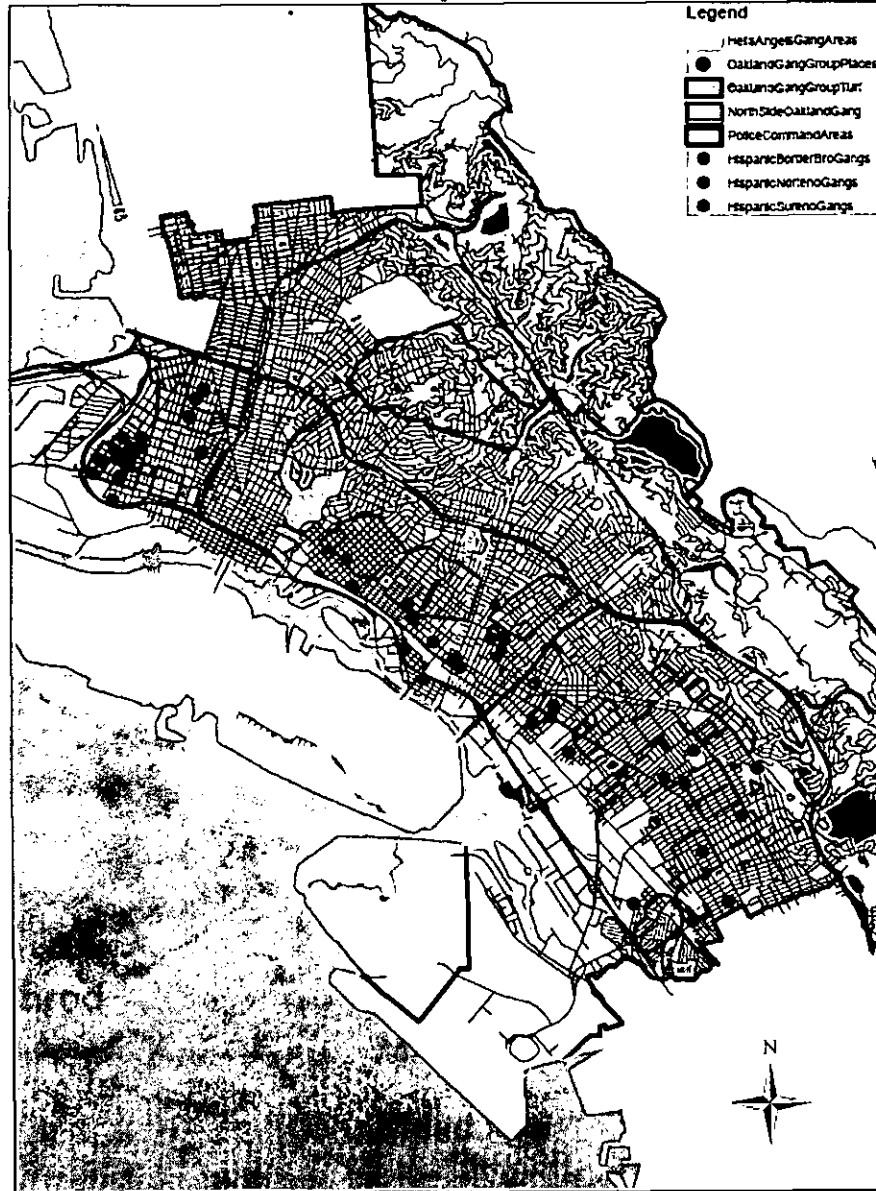 Legend
HellsAngelsGangAreas
OaklandGangGroupPlaces
OaklandGangGroupTurf
NorthSideOaklandGang
PoliceCommandAreas
HispanicBorderBroGangs
HispanicNortenoGangs
HispanicSurenoGangs
N